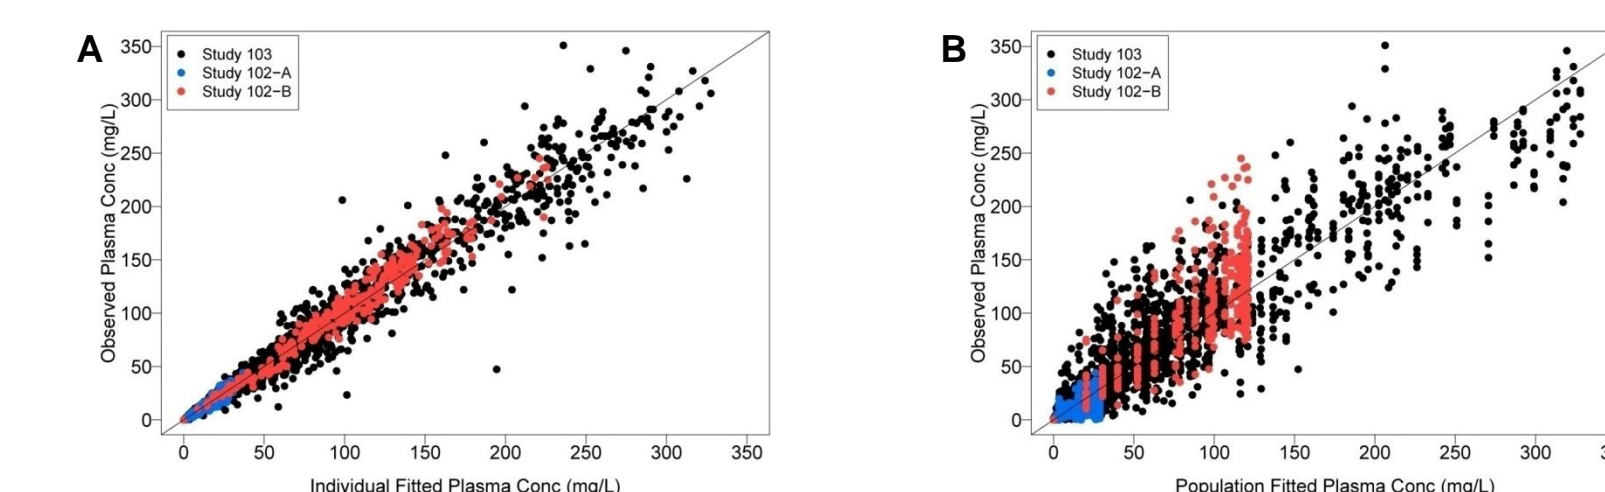 A
Study 103
Study 102-A
Study 102-B
Observed Plasma Conc (mg/L)
350
300
250
200
150
100
50
0
0 50 100 150 200 250 300 350
Individual Fitted Plasma Conc (mg/L)
B
Study 103
Study 102-A
Study 102-B
Observed Plasma Conc (mg/L)
350
300
250
200
150
100
50
0
0 50 100 150 200 250 300 3
Population Fitted Plasma Conc (mg/L)